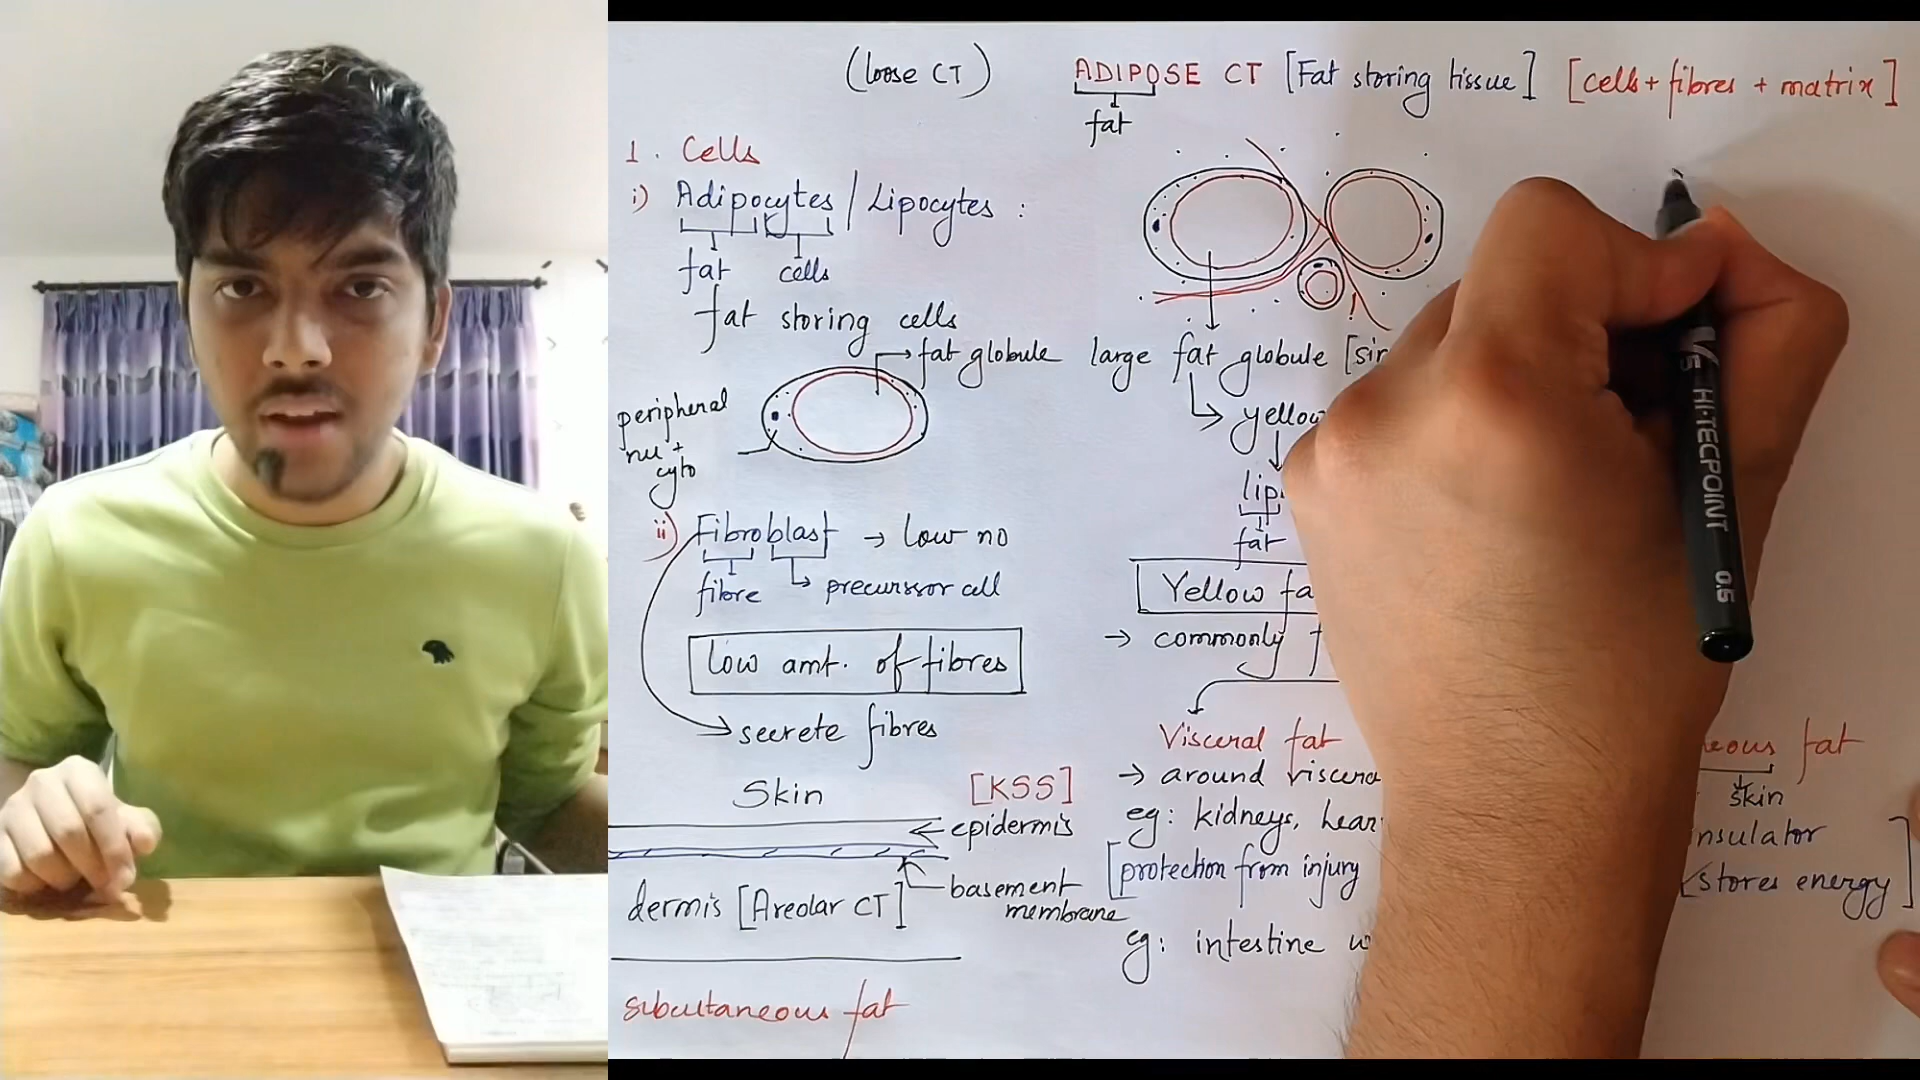 (loose CT) ADIPOSE CT [Fat storing tissue] [cells + fibres + matrix]
fat
1. Cells
i) Adipocytes / Lipocytes :
fat cells
fat storing cells
fat globule
peripheral
nu +
cyto
ii) Fibroblast → low no
fibre precurssor cell
low amt. of fibres
secrete fibres
Skin [KSS]
epidermis
basement
membrane
dermis [Areolar CT]
subcutaneous fat
large fat globule
fat
Yellow
→ commonly
Visceral fat
→ around
eg: kidneys,
[protection from injury
eg: intestine
fat
skin
stores energy]
V5 HI-TECPOINT 0.5